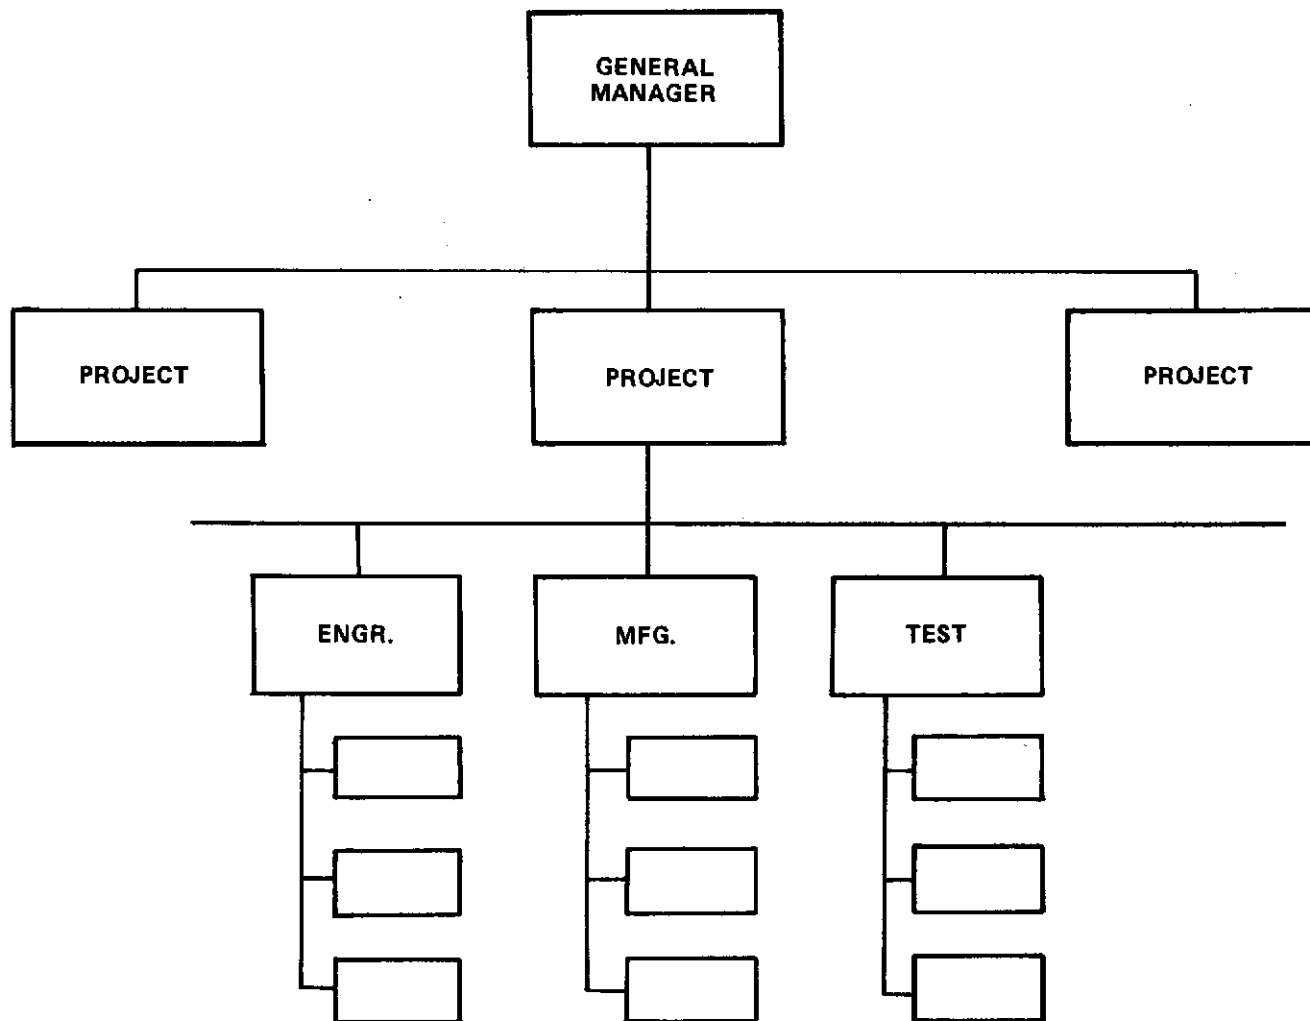 GENERAL
MANAGER
PROJECT
PROJECT
PROJECT
ENGR.
MFG.
TEST